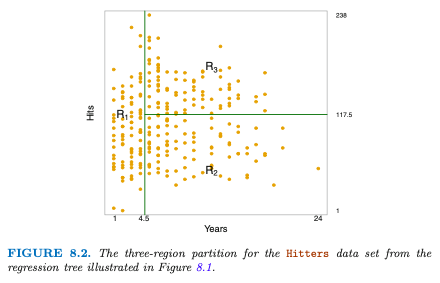 238
R3
Hits
R1
117.5
R2
1
1 4.5 24
Years
FIGURE 8.2. The three-region partition for the Hitters data set from the
regression tree illustrated in Figure 8.1.